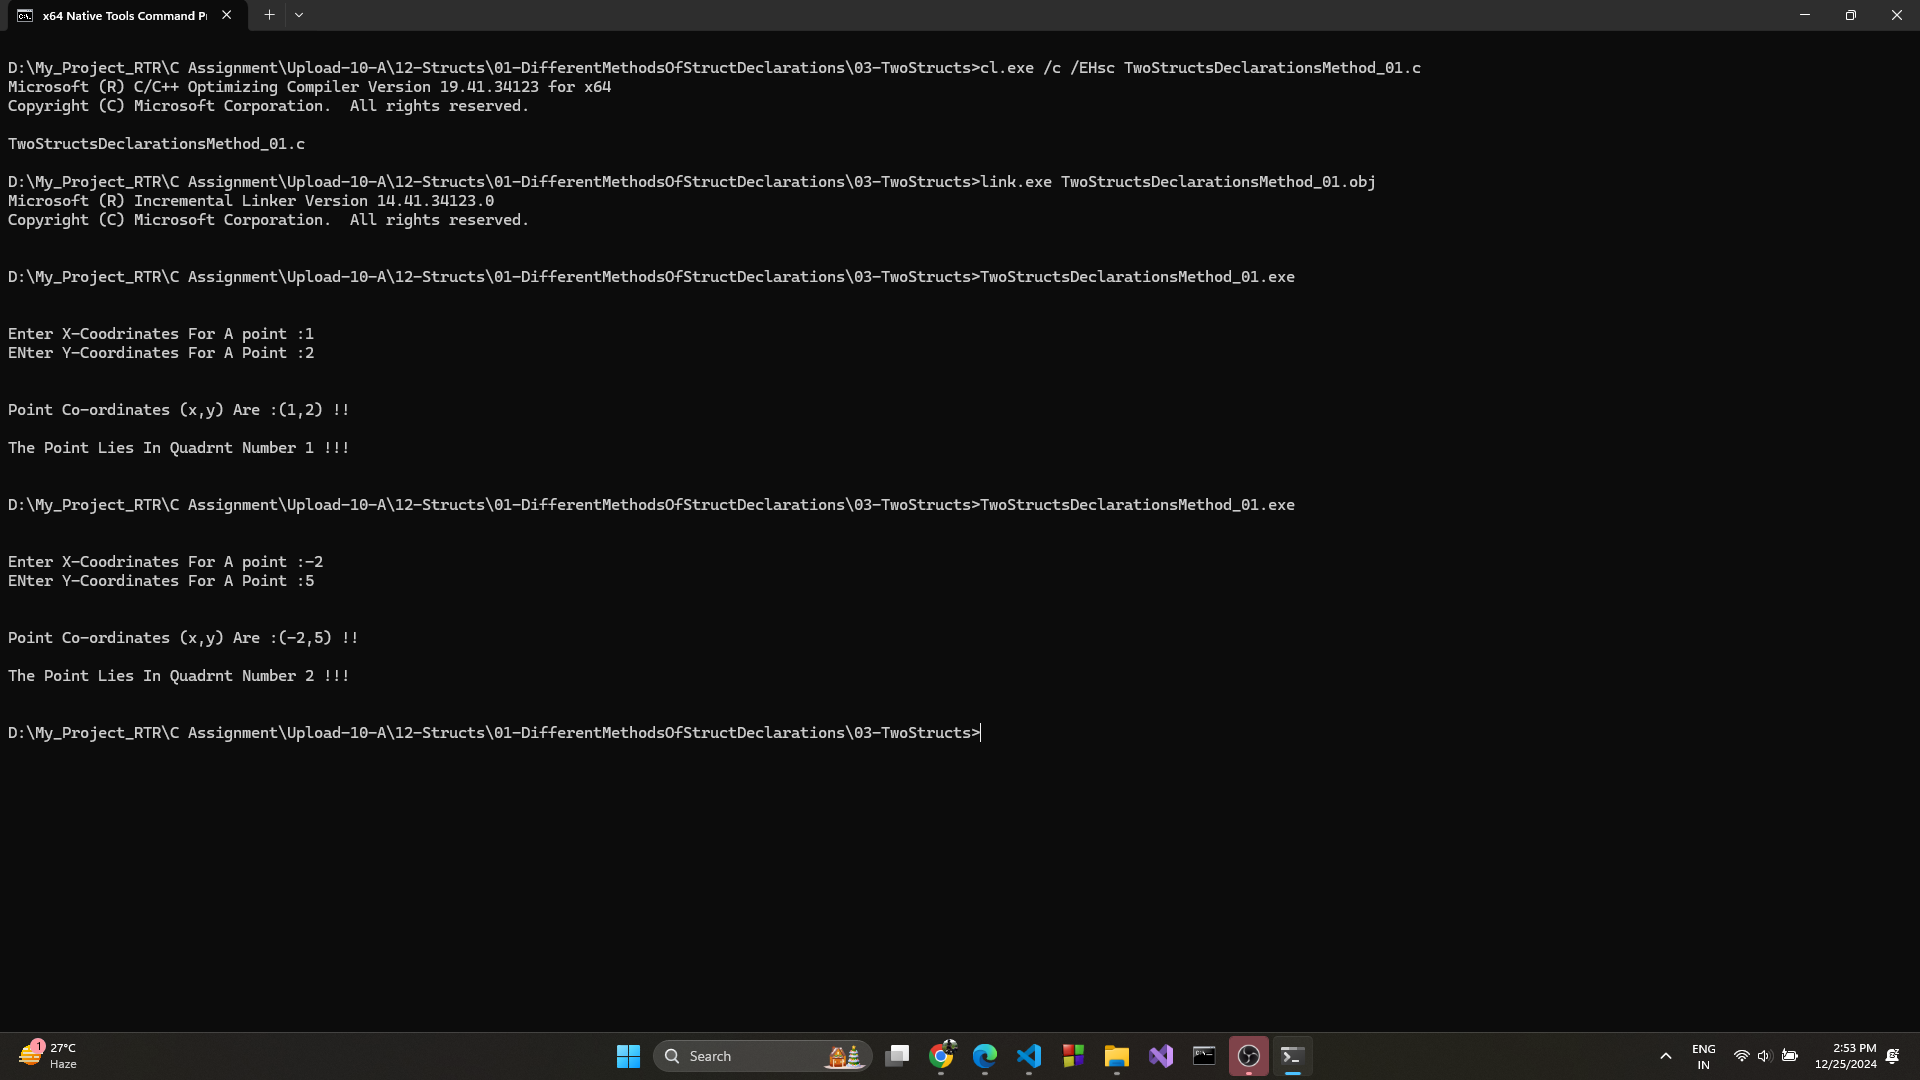 x64 Native Tools Command Pr
D:\My_Project_RTR\C Assignment\Upload-10-A\12-Structs\01-DifferentMethodsOfStructDeclarations\03-TwoStructs>cl.exe /c /EHsc TwoStructsDeclarationsMethod_01.c
Microsoft (R) C/C++ Optimizing Compiler Version 19.41.34123 for x64
Copyright (C) Microsoft Corporation.  All rights reserved.
TwoStructsDeclarationsMethod_01.c
D:\My_Project_RTR\C Assignment\Upload-10-A\12-Structs\01-DifferentMethodsOfStructDeclarations\03-TwoStructs>link.exe TwoStructsDeclarationsMethod_01.obj
Microsoft (R) Incremental Linker Version 14.41.34123.0
Copyright (C) Microsoft Corporation.  All rights reserved.
D:\My_Project_RTR\C Assignment\Upload-10-A\12-Structs\01-DifferentMethodsOfStructDeclarations\03-TwoStructs>TwoStructsDeclarationsMethod_01.exe
Enter X-Coodrinates For A point :1
ENter Y-Coordinates For A Point :2
Point Co-ordinates (x,y) Are :(1,2) !!
The Point Lies In Quadrnt Number 1 !!!
D:\My_Project_RTR\C Assignment\Upload-10-A\12-Structs\01-DifferentMethodsOfStructDeclarations\03-TwoStructs>TwoStructsDeclarationsMethod_01.exe
Enter X-Coodrinates For A point :-2
ENter Y-Coordinates For A Point :5
Point Co-ordinates (x,y) Are :(-2,5) !!
The Point Lies In Quadrnt Number 2 !!!
D:\My_Project_RTR\C Assignment\Upload-10-A\12-Structs\01-DifferentMethodsOfStructDeclarations\03-TwoStructs>
1
27°C
Haze
Search
ENG
IN
2:53 PM
12/25/2024